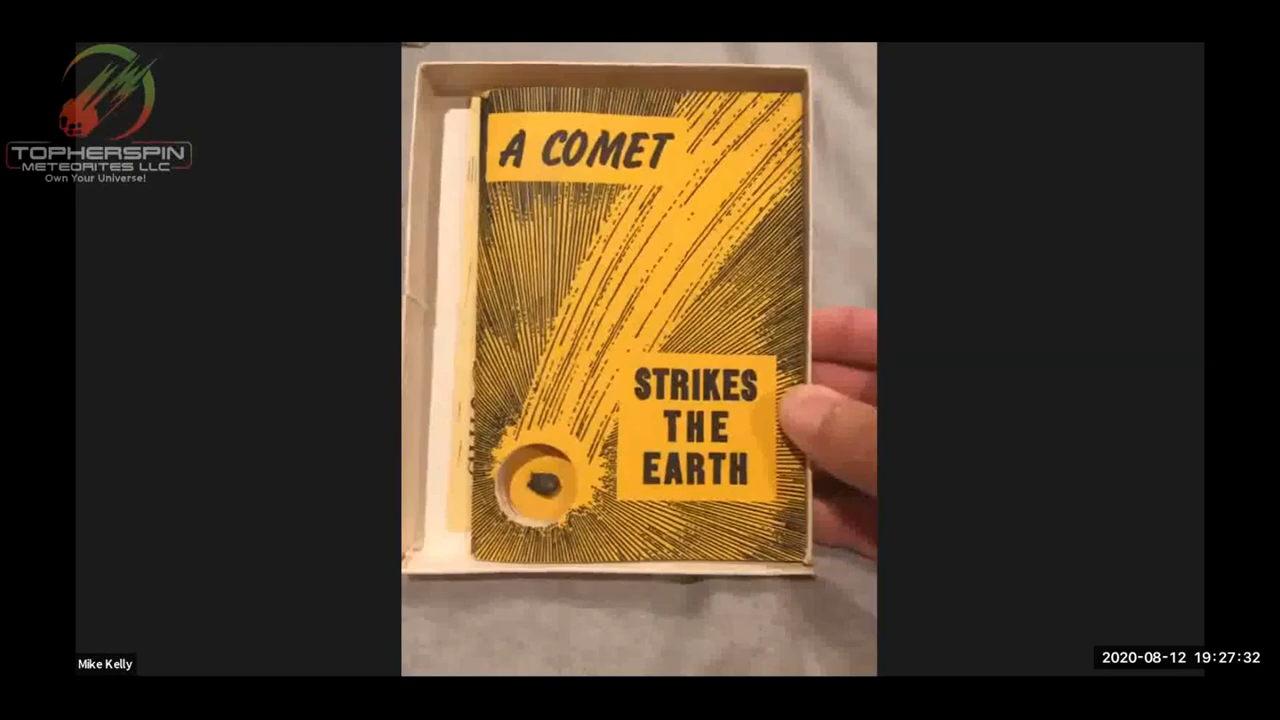 TOPHERSPIN
METEORITES LLC
Own Your Universe!
A COMET
STRIKES
THE
EARTH
Mike Kelly
2020-08-12 19:27:32